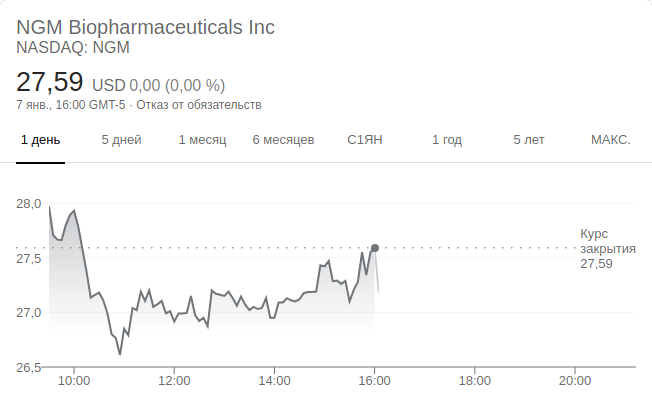 NGM Biopharmaceuticals Inc
NASDAQ: NGM
27,59 USD 0,00 (0,00 %)
7 янв., 16:00 GMT-5 · Отказ от обязательств
1 день 5 дней 1 месяц 6 месяцев С1ЯН 1 год 5 лет МАКС.
28,0
Курс
закрытия
27,59
27,5
27,0
26,5
10:00 12:00 14:00 16:00 18:00 20:00